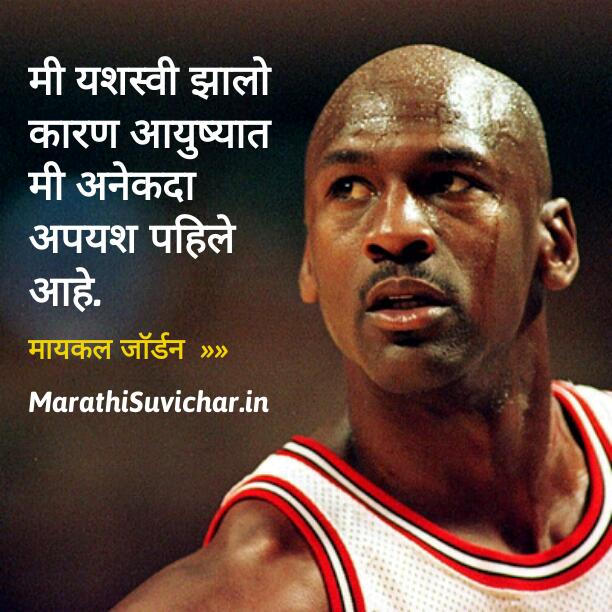 मी यशस्वी झालो
कारण आयुष्यात
मी अनेकदा
अपयश पहिले
आहे.
मायकल जॉर्डन »»
MarathiSuvichar.in